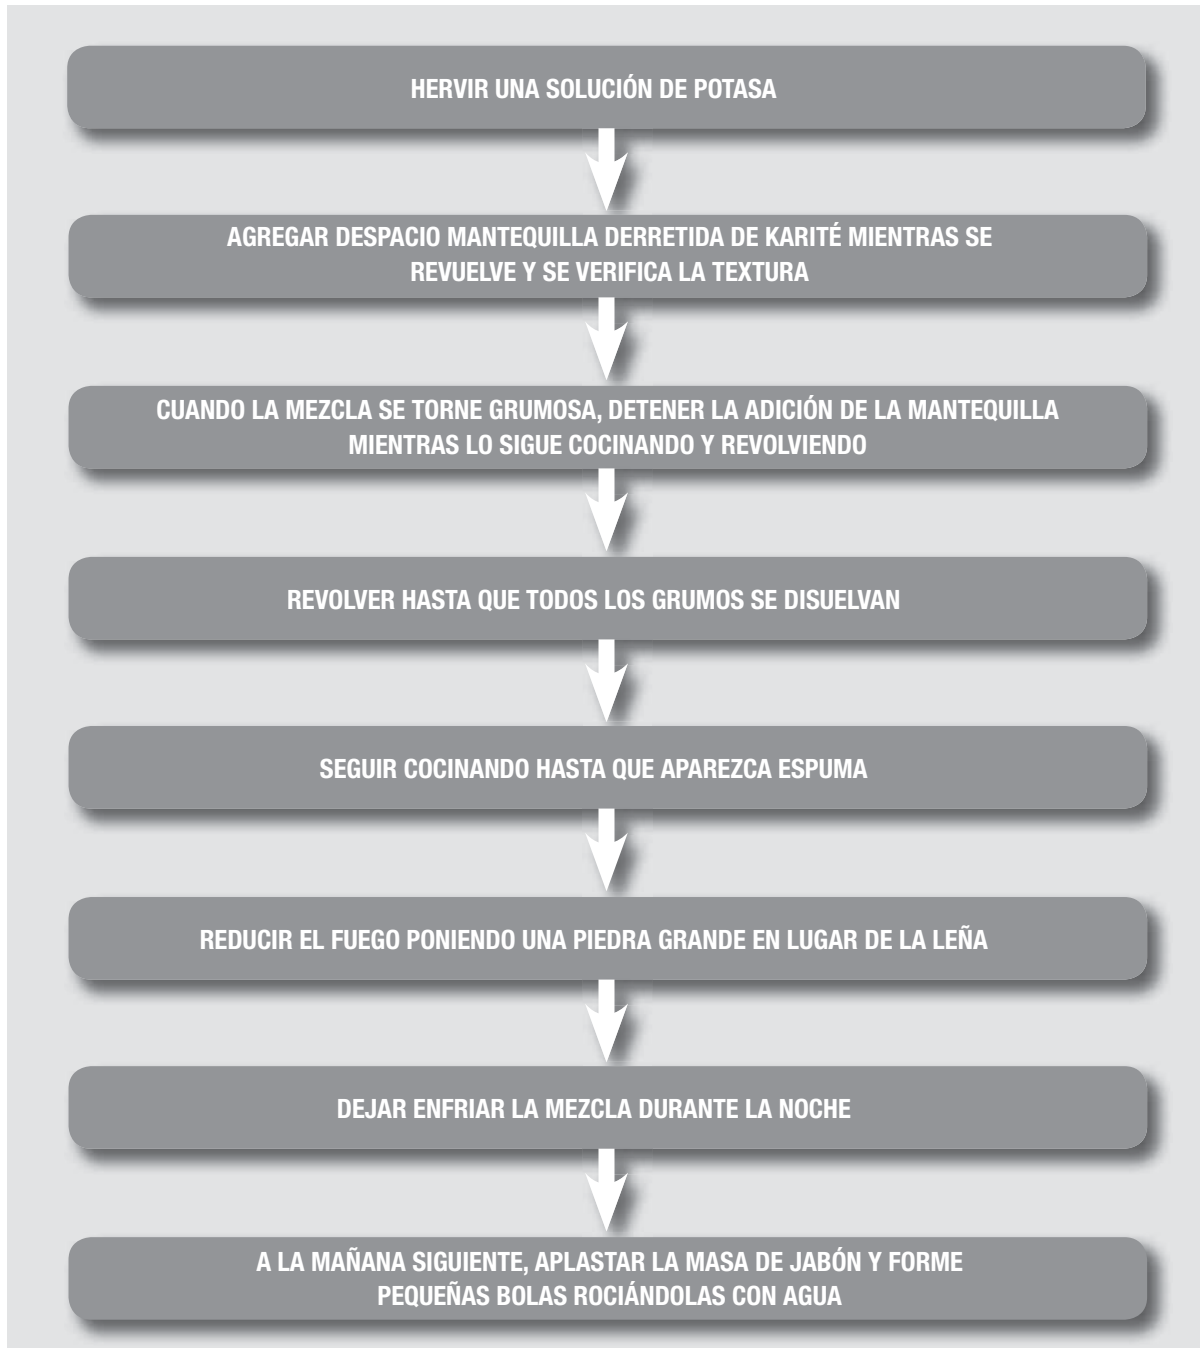 HERVIR UNA SOLUCIÓN DE POTASA
AGREGAR DESPACIO MANTEQUILLA DERRETIDA DE KARITÉ MIENTRAS SE
REVUELVE Y SE VERIFICA LA TEXTURA
CUANDO LA MEZCLA SE TORNE GRUMOSA, DETENER LA ADICIÓN DE LA MANTEQUILLA
MIENTRAS LO SIGUE COCINANDO Y REVOLVIENDO
REVOLVER HASTA QUE TODOS LOS GRUMOS SE DISUELVAN
SEGUIR COCINANDO HASTA QUE APAREZCA ESPUMA
REDUCIR EL FUEGO PONIENDO UNA PIEDRA GRANDE EN LUGAR DE LA LEÑA
DEJAR ENFRIAR LA MEZCLA DURANTE LA NOCHE
A LA MAÑANA SIGUIENTE, APLASTAR LA MASA DE JABÓN Y FORME
PEQUEÑAS BOLAS ROCIÁNDOLAS CON AGUA